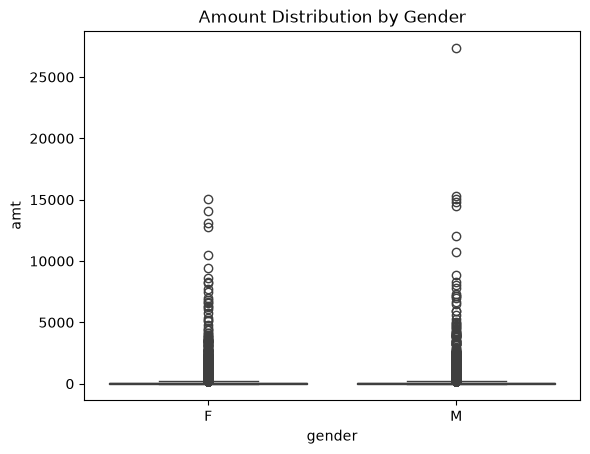 Amount Distribution by Gender
25000
20000
15000
10000
5000
0
amt
F
M
gender